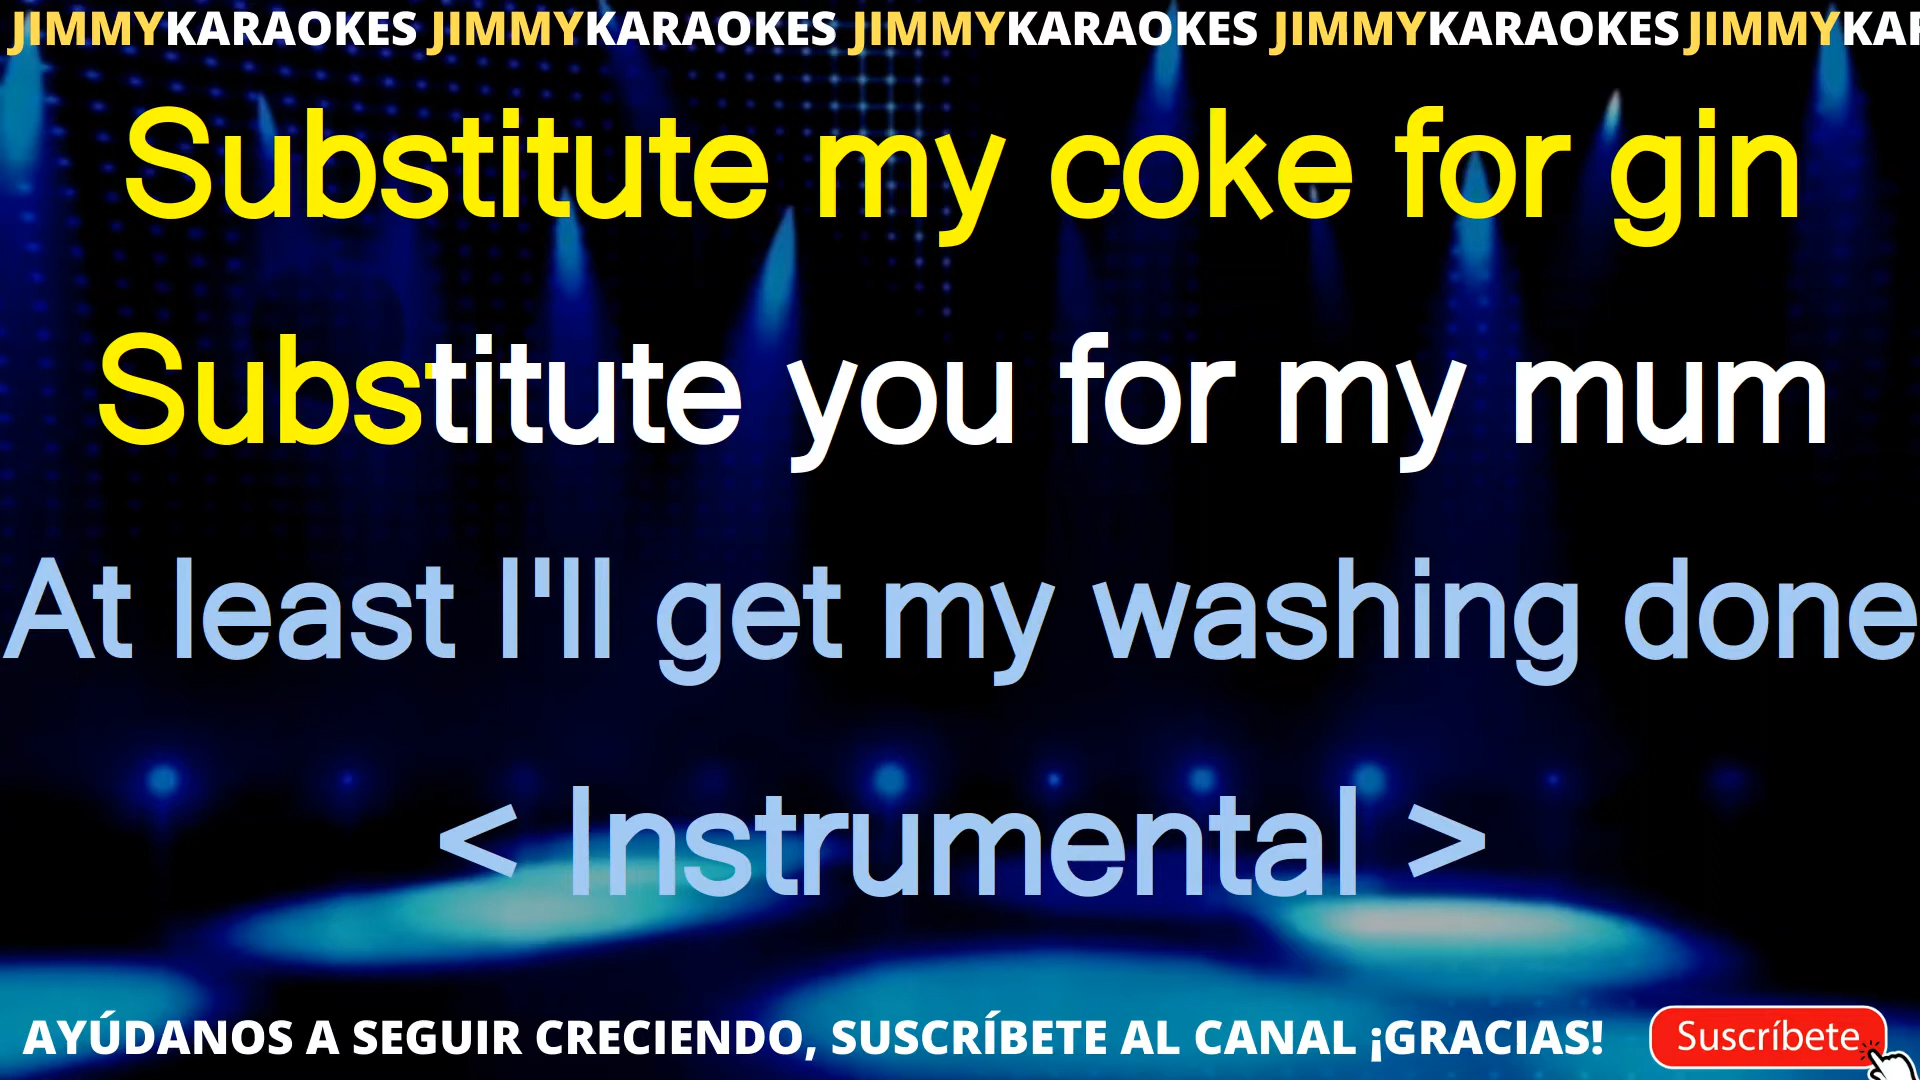 JIMMYKARAOKES JIMMYKARAOKES JIMMYKARAOKES JIMMYKARAOKES JIMMYKAR
Substitute my coke for gin
Substitute you for my mum
At least I'll get my washing done
< Instrumental >
AYÚDANOS A SEGUIR CRECIENDO, SUSCRÍBETE AL CANAL ¡GRACIAS! Suscríbete